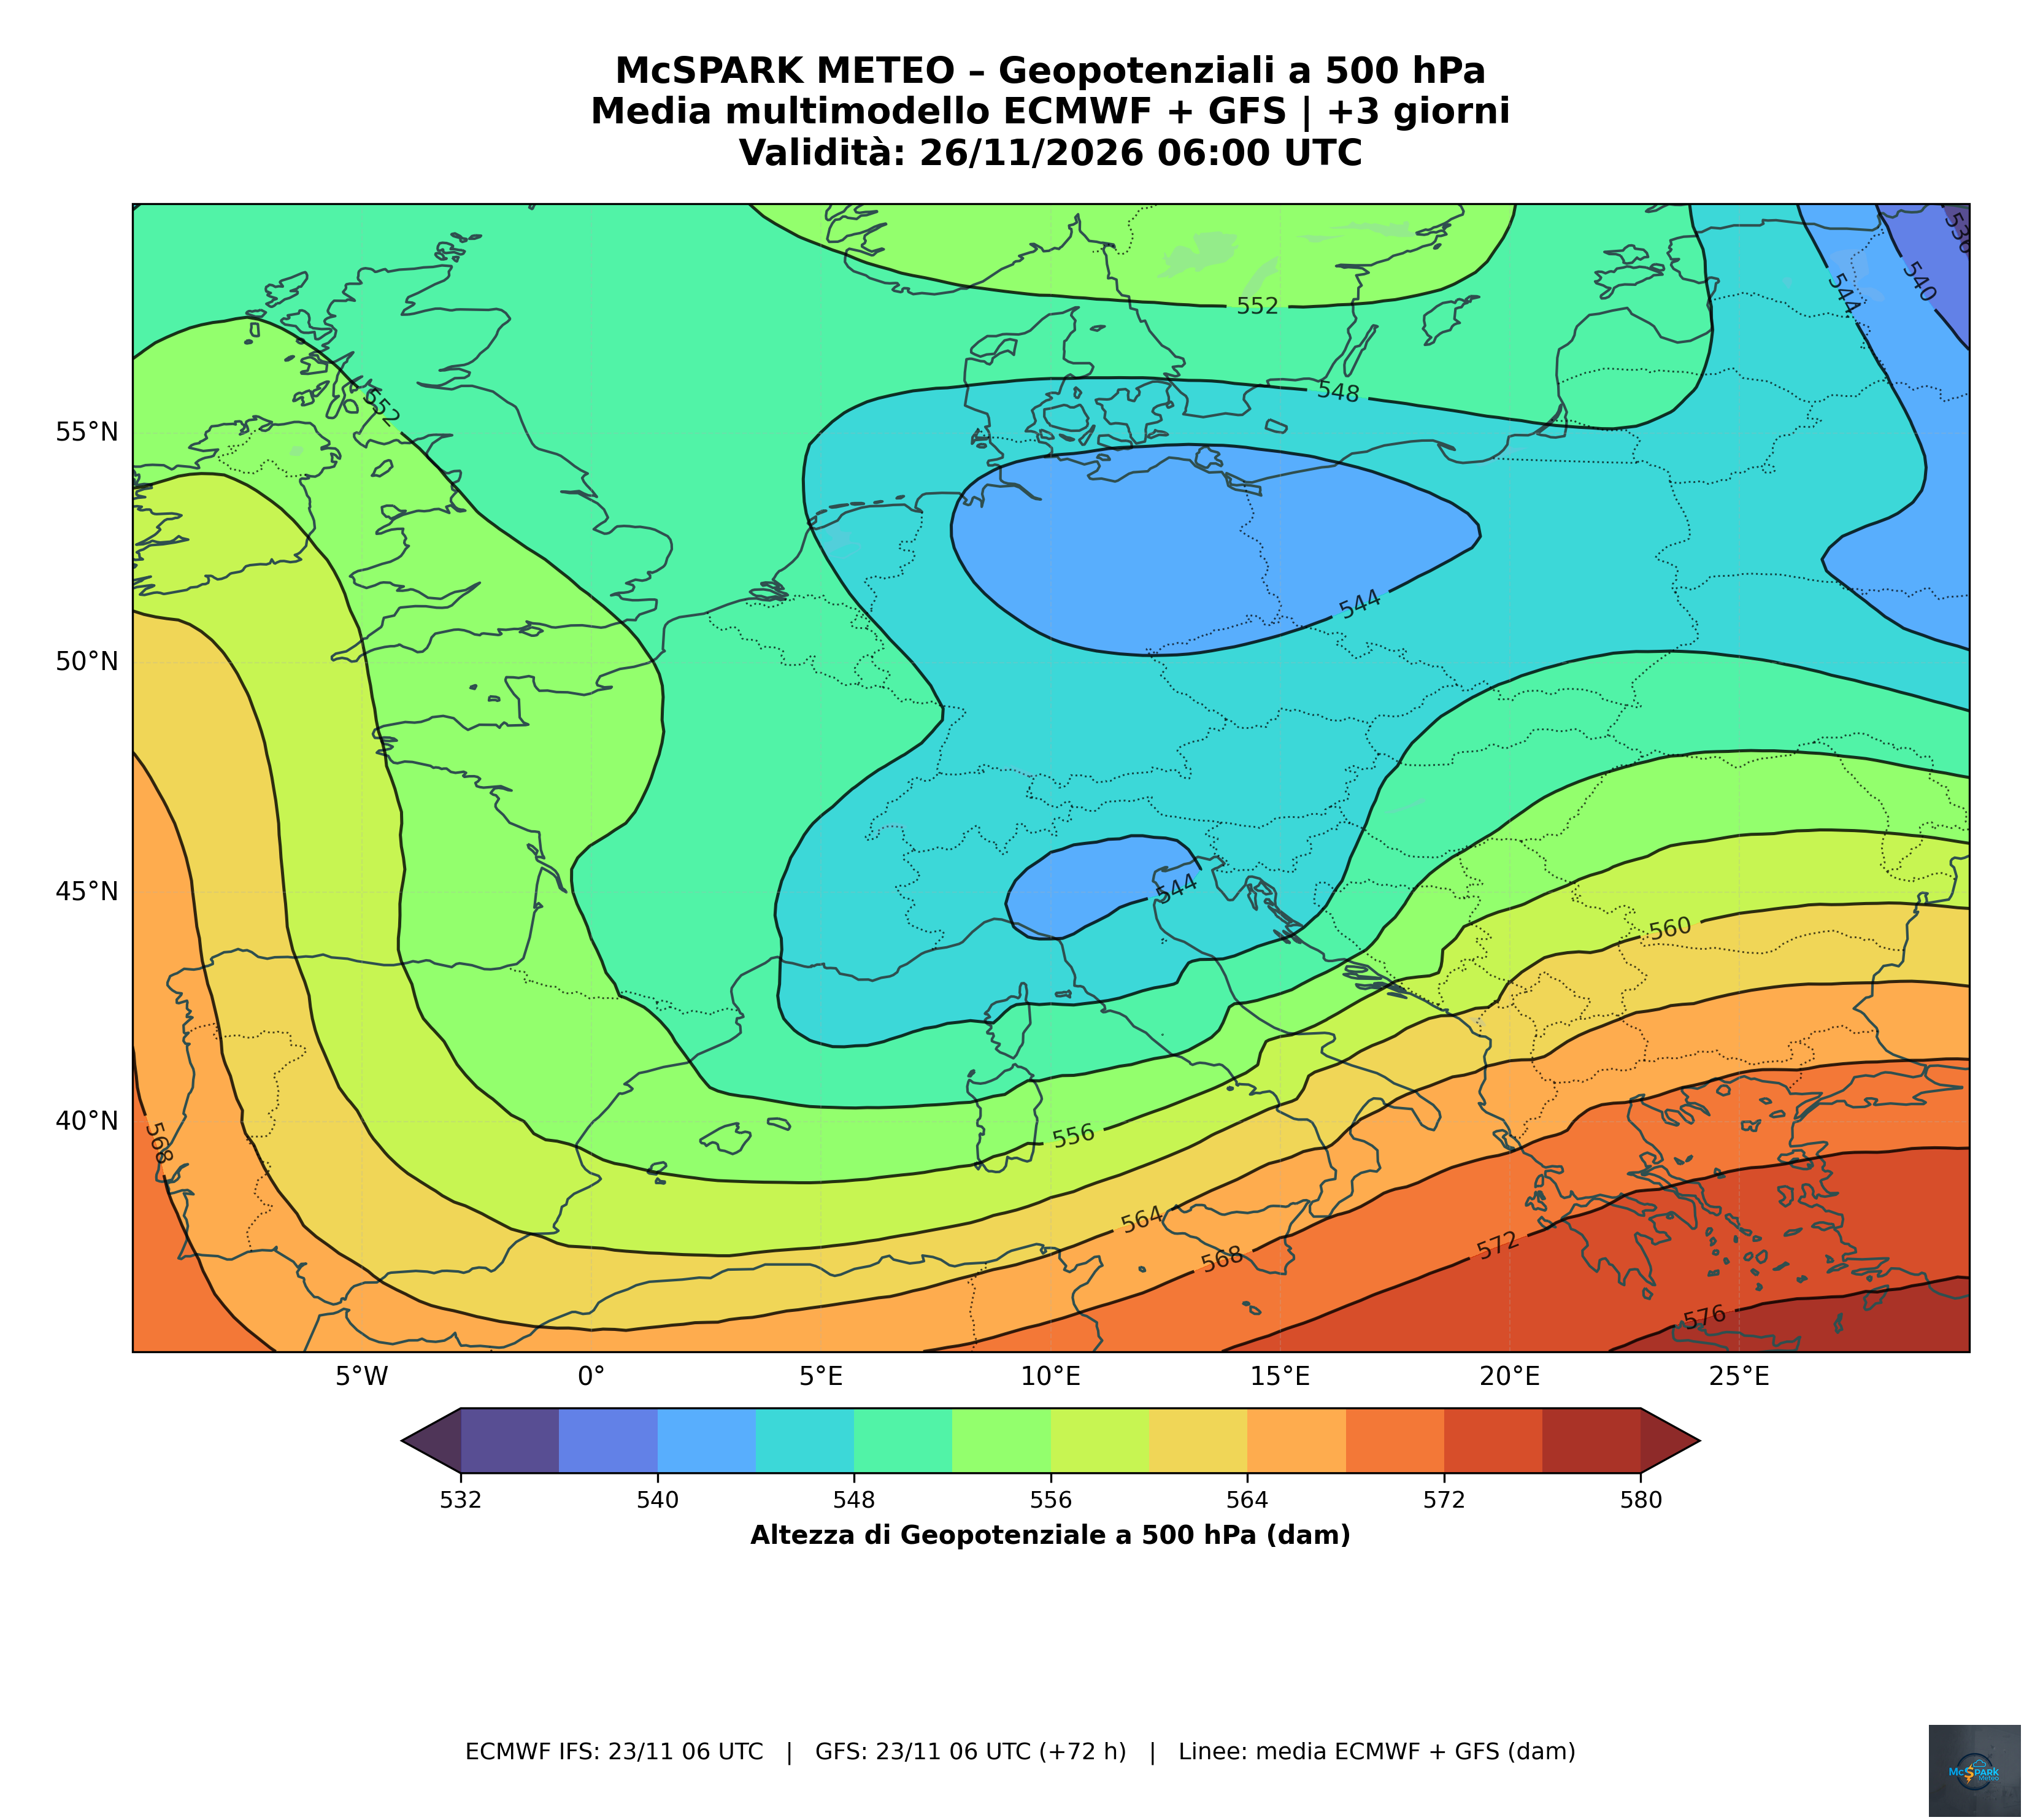 McSPARK METEO – Geopotenziali a 500 hPa
Media multimodello ECMWF + GFS | +3 giorni
Validità: 26/11/2026 06:00 UTC
536
540
544
552
548
552
55°N
544
50°N
544
45°N
560
40°N
568
556
564
568
572
576
5°W 0° 5°E 10°E 15°E 20°E 25°E
532 540 548 556 564 572 580
Altezza di Geopotenziale a 500 hPa (dam)
ECMWF IFS: 23/11 06 UTC | GFS: 23/11 06 UTC (+72 h) | Linee: media ECMWF + GFS (dam)
McSPARK
Meteo